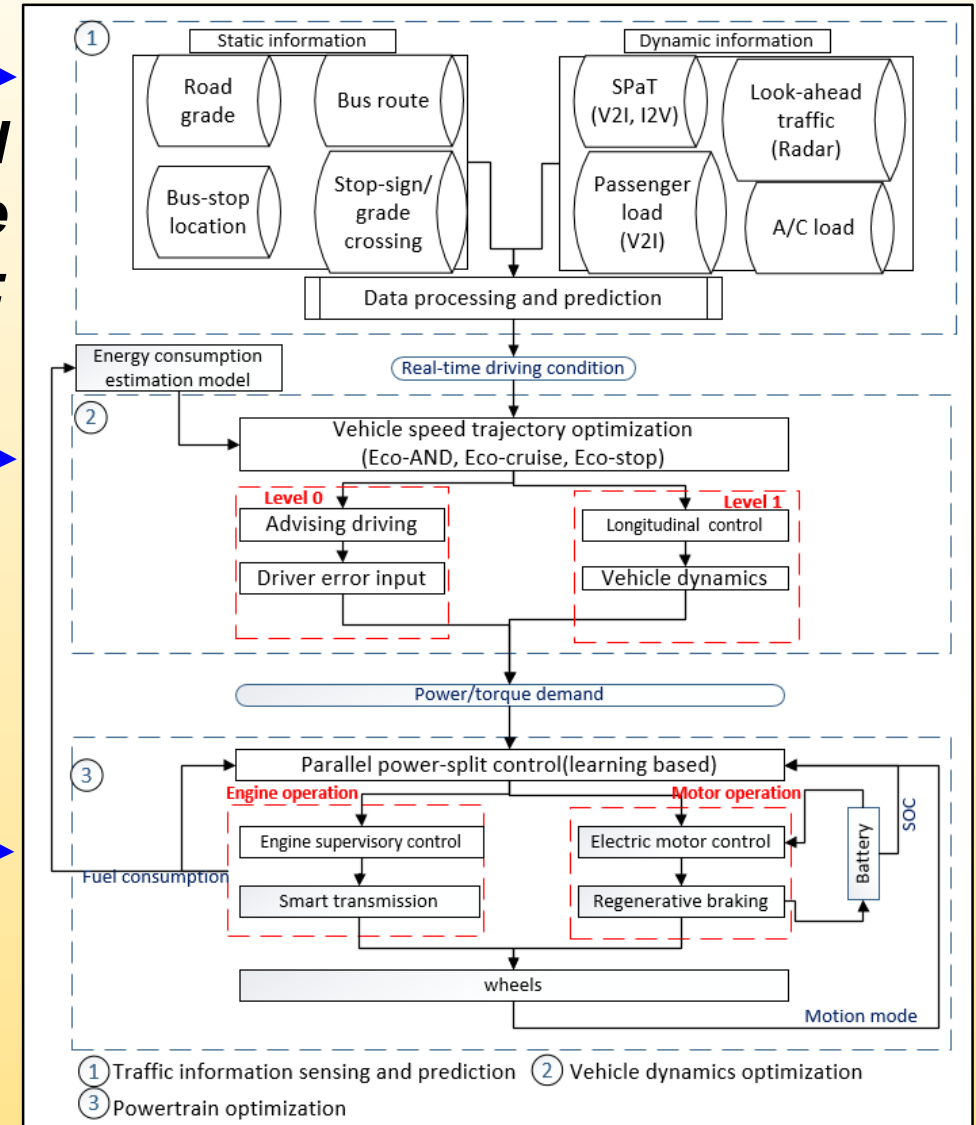 1
Static information
Dynamic information
Road
grade
Bus route
SPaT
(V2I, I2V)
Look-ahead
traffic
(Radar)
Bus-stop
location
Stop-sign/
grade
crossing
Passenger
load
(V2I)
A/C load
Data processing and prediction
Energy consumption
estimation model
Real-time driving condition
2
Vehicle speed trajectory optimization
(Eco-AND, Eco-cruise, Eco-stop)
Level 0
Advising driving
Driver error input
Level 1
Longitudinal control
Vehicle dynamics
Power/torque demand
3
Parallel power-split control(learning based)
Engine operation
Motor operation
Engine supervisory control
Electric motor control
Battery
SOC
Fuel consumption
Smart transmission
Regenerative braking
wheels
Motion mode
1 Traffic information sensing and prediction 2 Vehicle dynamics optimization
3 Powertrain optimization